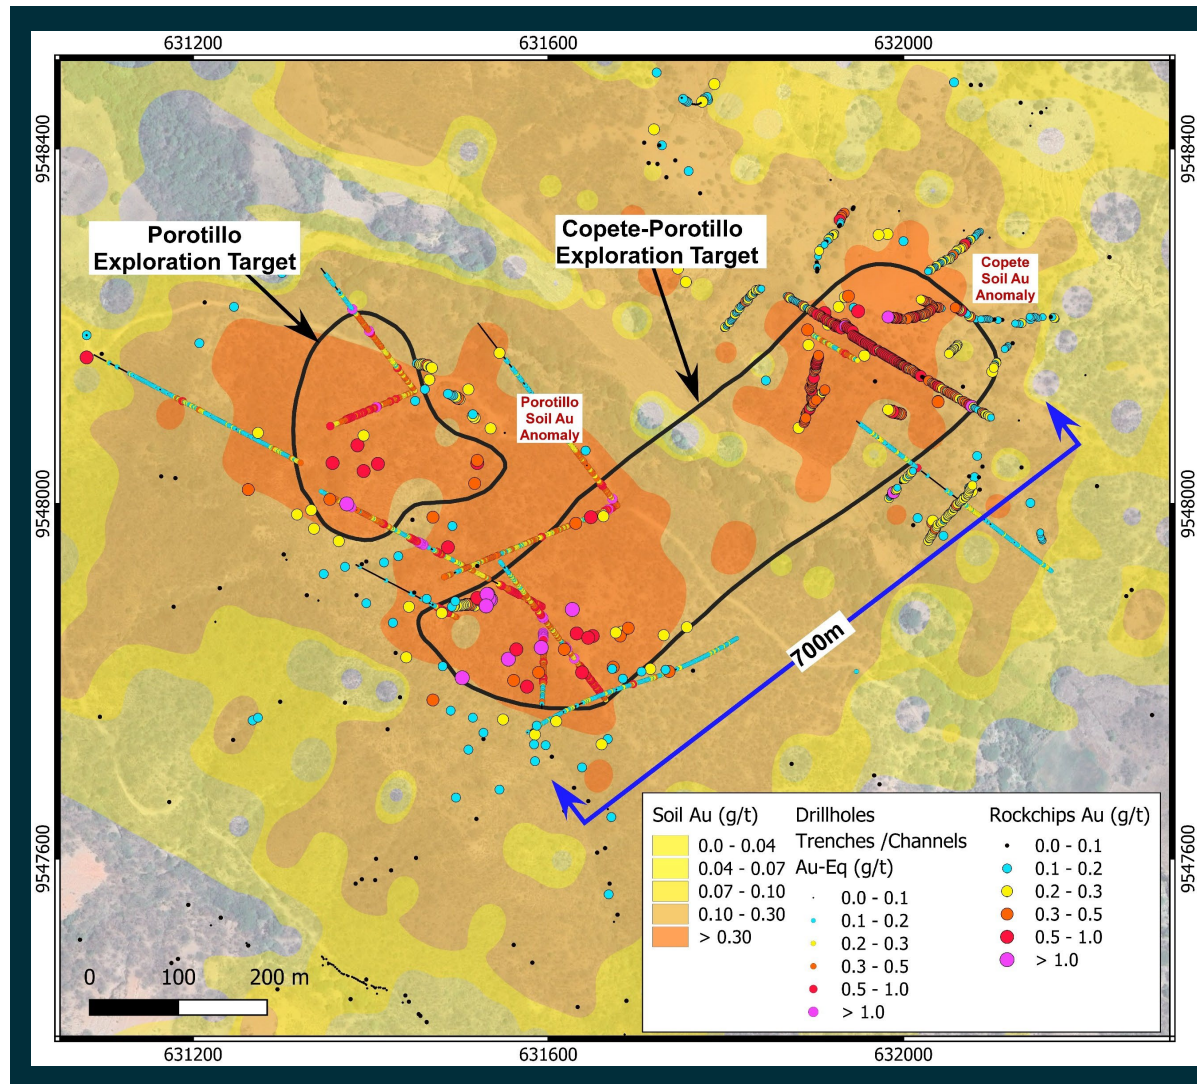 631200
631600
632000
9548400
9548400
Porotillo
Exploration Target
Copete-Porotillo
Exploration Target
Copete
Soil Au
Anomaly
Porotillo
Soil Au
Anomaly
9548000
9548000
700m
9547600
9547600
Soil Au (g/t)
0.0 - 0.04
0.04 - 0.07
0.07 - 0.10
0.10 - 0.30
> 0.30
Drillholes
Trenches /Channels
Au-Eq (g/t)
0.0 - 0.1
0.1 - 0.2
0.2 - 0.3
0.3 - 0.5
0.5 - 1.0
> 1.0
Rockchips Au (g/t)
0.0 - 0.1
0.1 - 0.2
0.2 - 0.3
0.3 - 0.5
0.5 - 1.0
> 1.0
0 100 200 m
631200
631600
632000